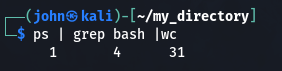 ┌──(john㉿kali)-[~/my_directory]
└─$ ps | grep bash |wc
      1       4      31